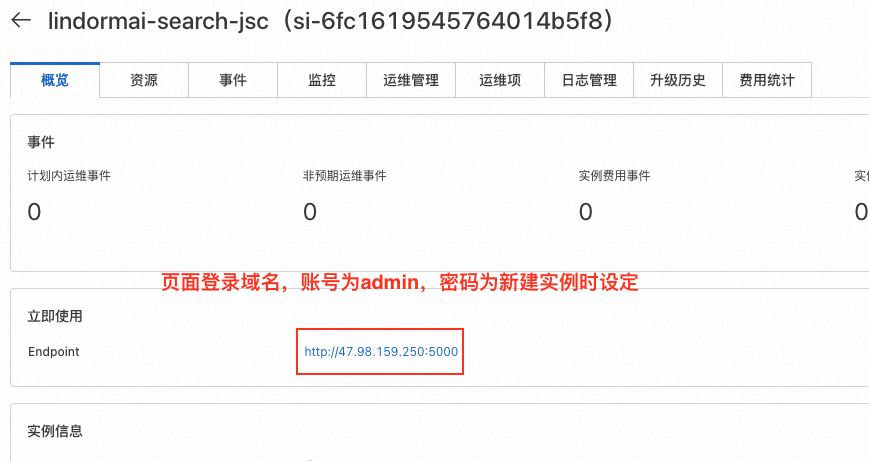 ← lindormai-search-jsc（si-6fc1619545764014b5f8）
概览 资源 事件 监控 运维管理 运维项 日志管理 升级历史 费用统计
事件
计划内运维事件 非预期运维事件 实例费用事件
0 0 0 0
页面登录域名，账号为admin，密码为新建实例时设定
立即使用
Endpoint http://47.98.159.250:5000
实例信息